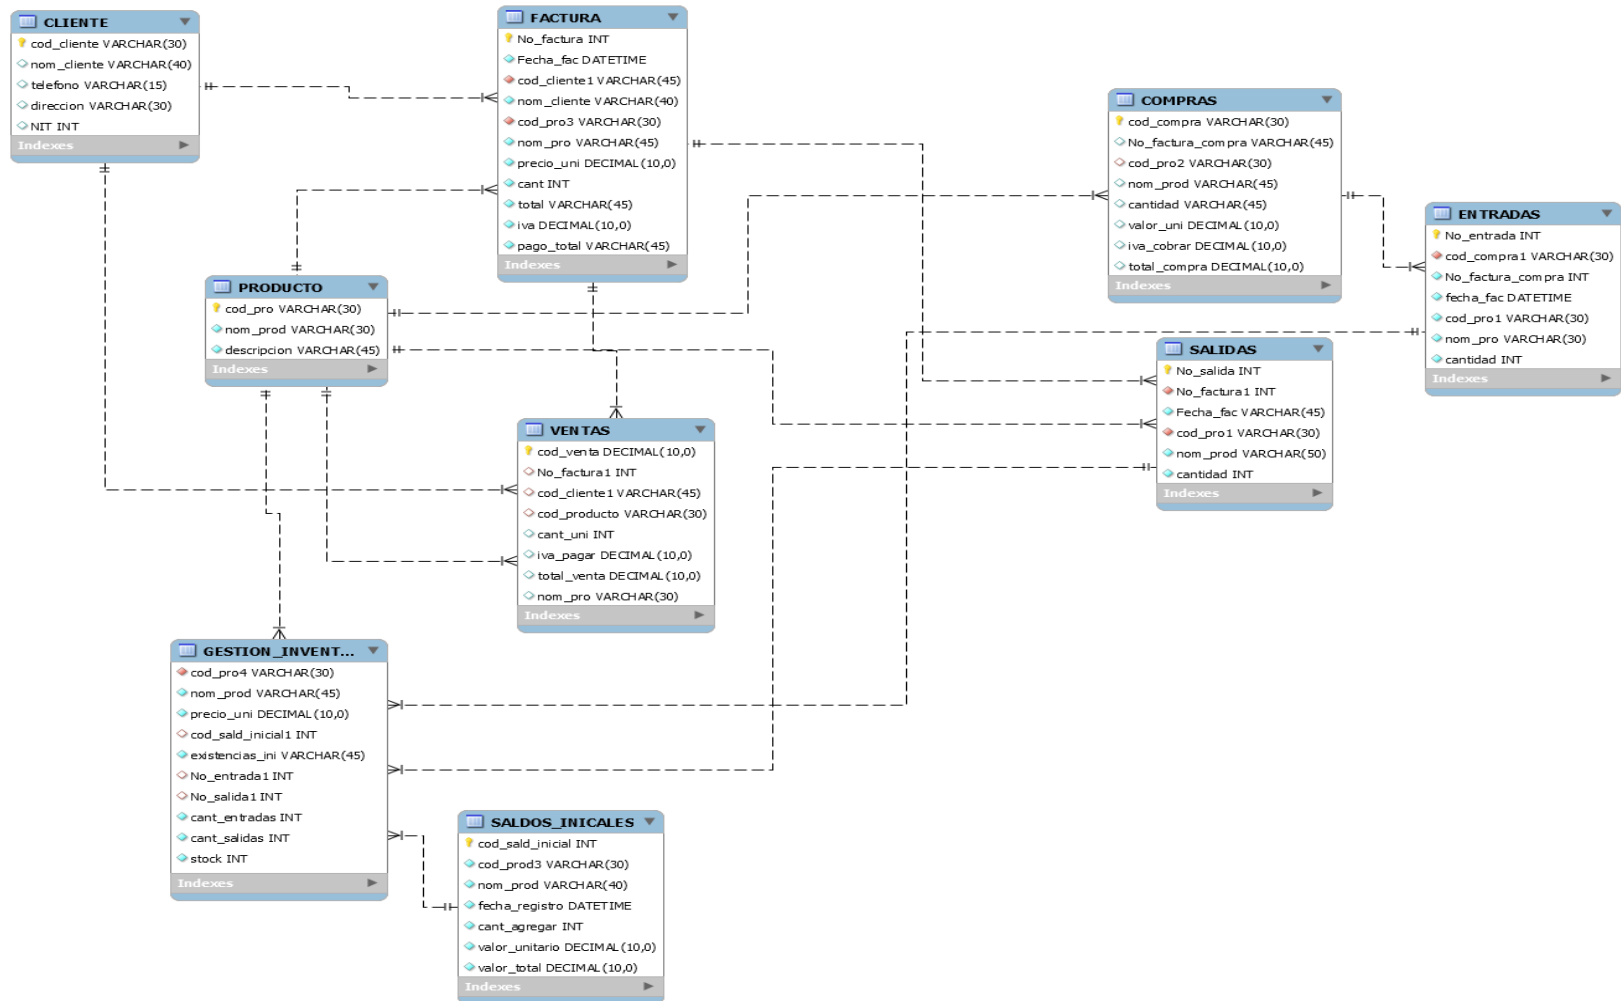 CLIENTE
cod_cliente VARCHAR(30)
nom_cliente VARCHAR(40)
telefono VARCHAR(15)
direccion VARCHAR(30)
NIT INT
Indexes
FACTURA
No_factura INT
Fecha_fac DATETIME
cod_cliente1 VARCHAR(45)
nom_cliente VARCHAR(40)
cod_pro3 VARCHAR(30)
nom_pro VARCHAR(45)
precio_uni DECIMAL(10,0)
cant INT
total VARCHAR(45)
iva DECIMAL(10,0)
pago_total VARCHAR(45)
Indexes
COMPRAS
cod_compra VARCHAR(30)
No_factura_compra VARCHAR(45)
cod_pro2 VARCHAR(30)
nom_prod VARCHAR(45)
cantidad VARCHAR(45)
valor_uni DECIMAL(10,0)
iva_cobrar DECIMAL(10,0)
total_compra DECIMAL(10,0)
Indexes
ENTRADAS
No_entrada INT
cod_compra1 VARCHAR(30)
No_factura_compra INT
fecha_fac DATETIME
cod_pro1 VARCHAR(30)
nom_pro VARCHAR(30)
cantidad INT
Indexes
PRODUCTO
cod_pro VARCHAR(30)
nom_prod VARCHAR(30)
descripcion VARCHAR(45)
Indexes
SALIDAS
No_salida INT
No_factura1 INT
Fecha_fac VARCHAR(45)
cod_pro1 VARCHAR(30)
nom_prod VARCHAR(50)
cantidad INT
Indexes
VENTAS
cod_venta DECIMAL(10,0)
No_factura1 INT
cod_cliente1 VARCHAR(45)
cod_producto VARCHAR(30)
cant_uni INT
iva_pagar DECIMAL(10,0)
total_venta DECIMAL(10,0)
nom_pro VARCHAR(30)
Indexes
GESTION_INVENT...
cod_pro4 VARCHAR(30)
nom_prod VARCHAR(45)
precio_uni DECIMAL(10,0)
cod_sald_inicial1 INT
existencias_ini VARCHAR(45)
No_entrada1 INT
No_salida1 INT
cant_entradas INT
cant_salidas INT
stock INT
Indexes
SALDOS_INICALES
cod_sald_inicial INT
cod_prod3 VARCHAR(30)
nom_prod VARCHAR(40)
fecha_registro DATETIME
cant_agregar INT
valor_unitario DECIMAL(10,0)
valor_total DECIMAL(10,0)
Indexes